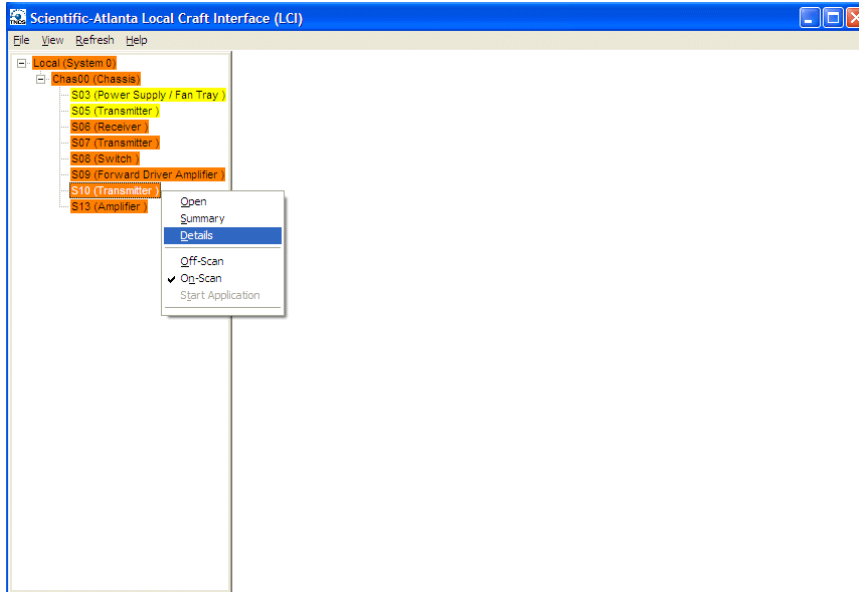 Scientific-Atlanta Local Craft Interface (LCI)
File View Refresh Help
Local (System 0)
Chas00 (Chassis)
S03 (Power Supply / Fan Tray )
S05 (Transmitter )
S06 (Receiver )
S07 (Transmitter )
S08 (Switch )
S09 (Forward Driver Amplifier )
S10 (Transmitter )
S13 (Amplifier )
Open
Summary
Details
Off-Scan
On-Scan
Start Application